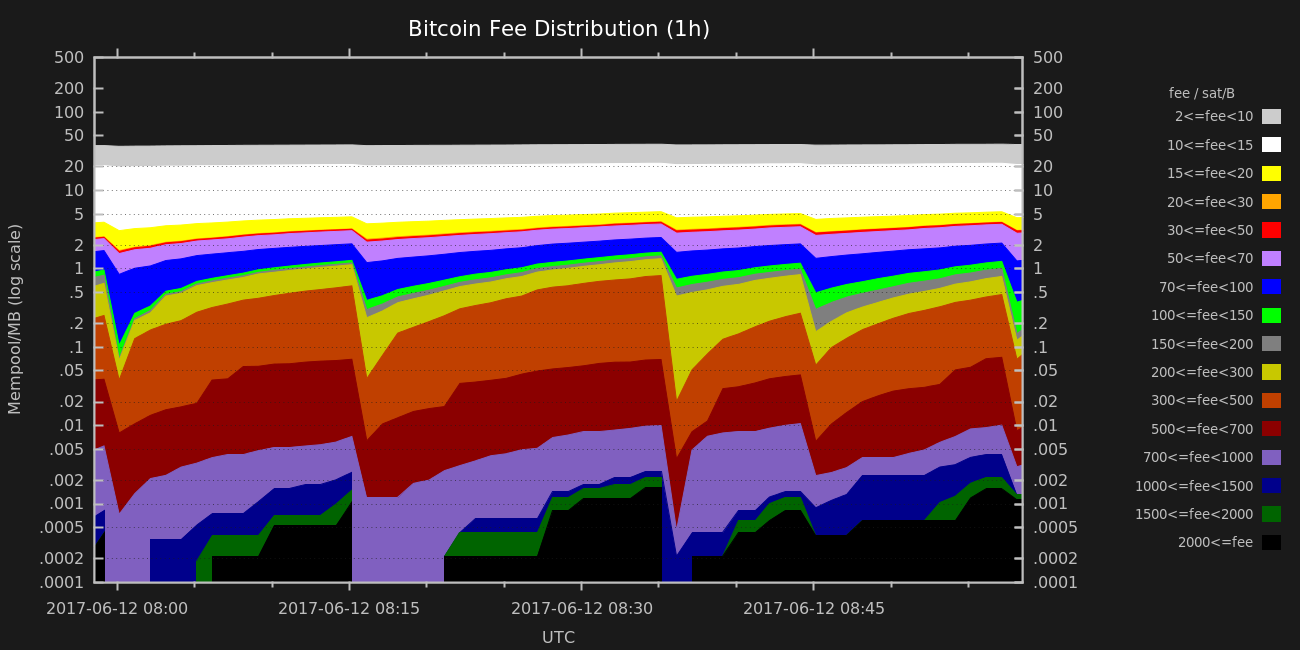 Bitcoin Fee Distribution (1h)
500
200
100
50
20
10
5
2
1
.5
.2
.1
.05
.02
.01
.005
.002
.001
.0005
.0002
.0001
Mempool/MB (log scale)
500
200
100
50
20
10
5
2
1
.5
.2
.1
.05
.02
.01
.005
.002
.001
.0005
.0002
.0001
2017-06-12 08:00
2017-06-12 08:15
2017-06-12 08:30
2017-06-12 08:45
UTC
fee / sat/B
2<=fee<10
10<=fee<15
15<=fee<20
20<=fee<30
30<=fee<50
50<=fee<70
70<=fee<100
100<=fee<150
150<=fee<200
200<=fee<300
300<=fee<500
500<=fee<700
700<=fee<1000
1000<=fee<1500
1500<=fee<2000
2000<=fee